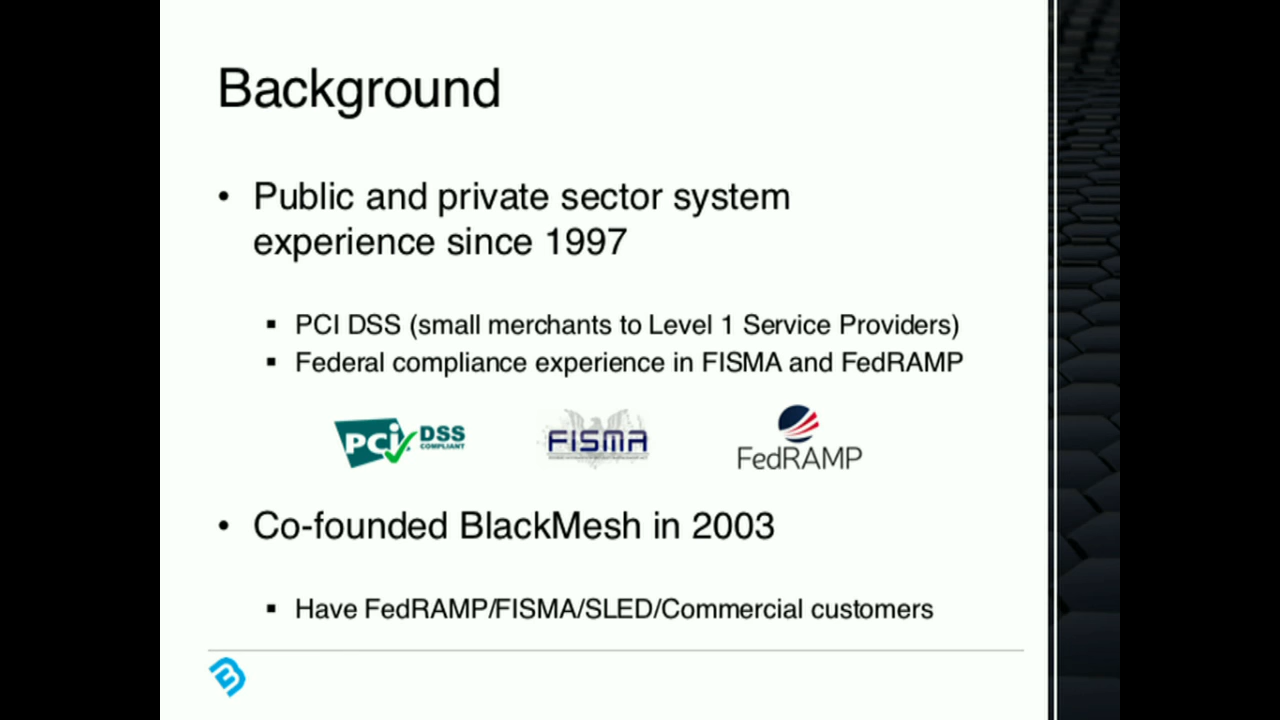 Background
• Public and private sector system
experience since 1997
▪ PCI DSS (small merchants to Level 1 Service Providers)
▪ Federal compliance experience in FISMA and FedRAMP
PCi DSS COMPLIANT
FISMA
FedRAMP
• Co-founded BlackMesh in 2003
▪ Have FedRAMP/FISMA/SLED/Commercial customers